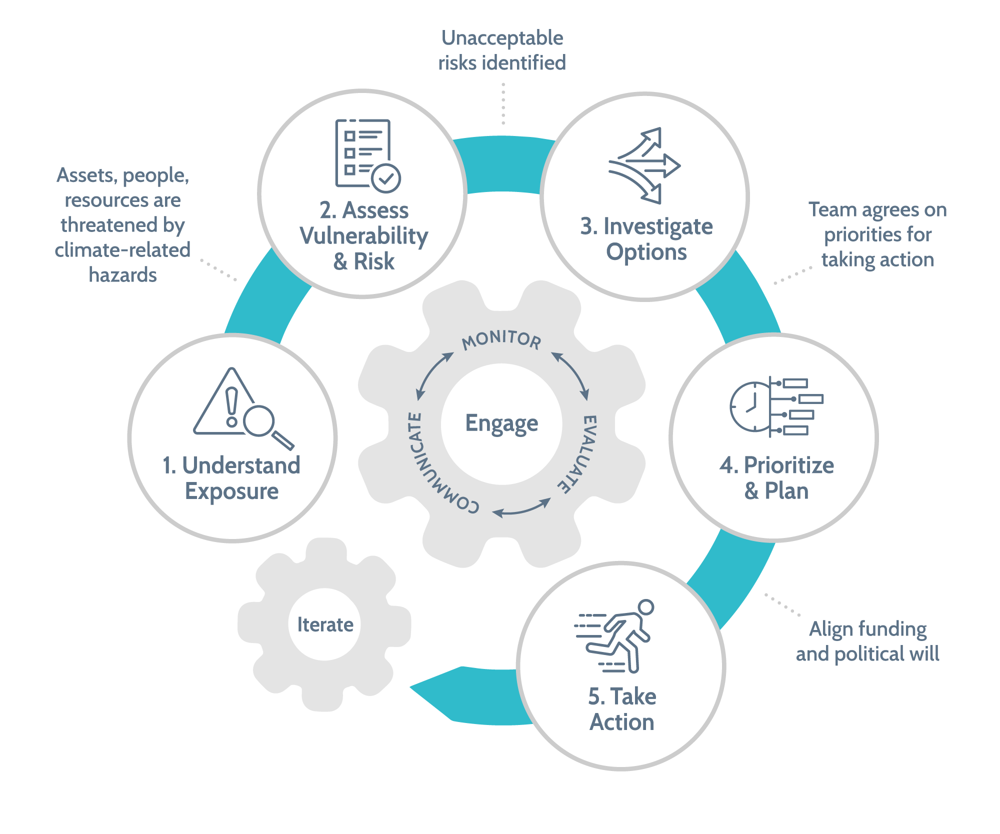 Unacceptable
risks identified
Assets, people,
resources are
threatened by
climate-related
hazards
2. Assess
Vulnerability
& Risk
3. Investigate
Options
Team agrees on
priorities for
taking action
1. Understand
Exposure
MONITOR
EVALUATE
COMMUNICATE
Engage
4. Prioritize
& Plan
Iterate
5. Take
Action
Align funding
and political will